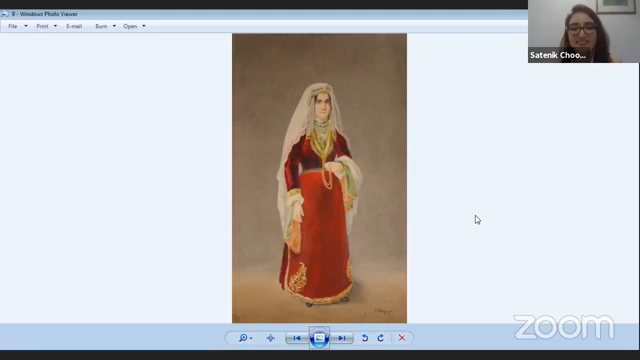 9 - Windows Photo Viewer
File Print E-mail Burn Open
Satenik Choo...
zoom